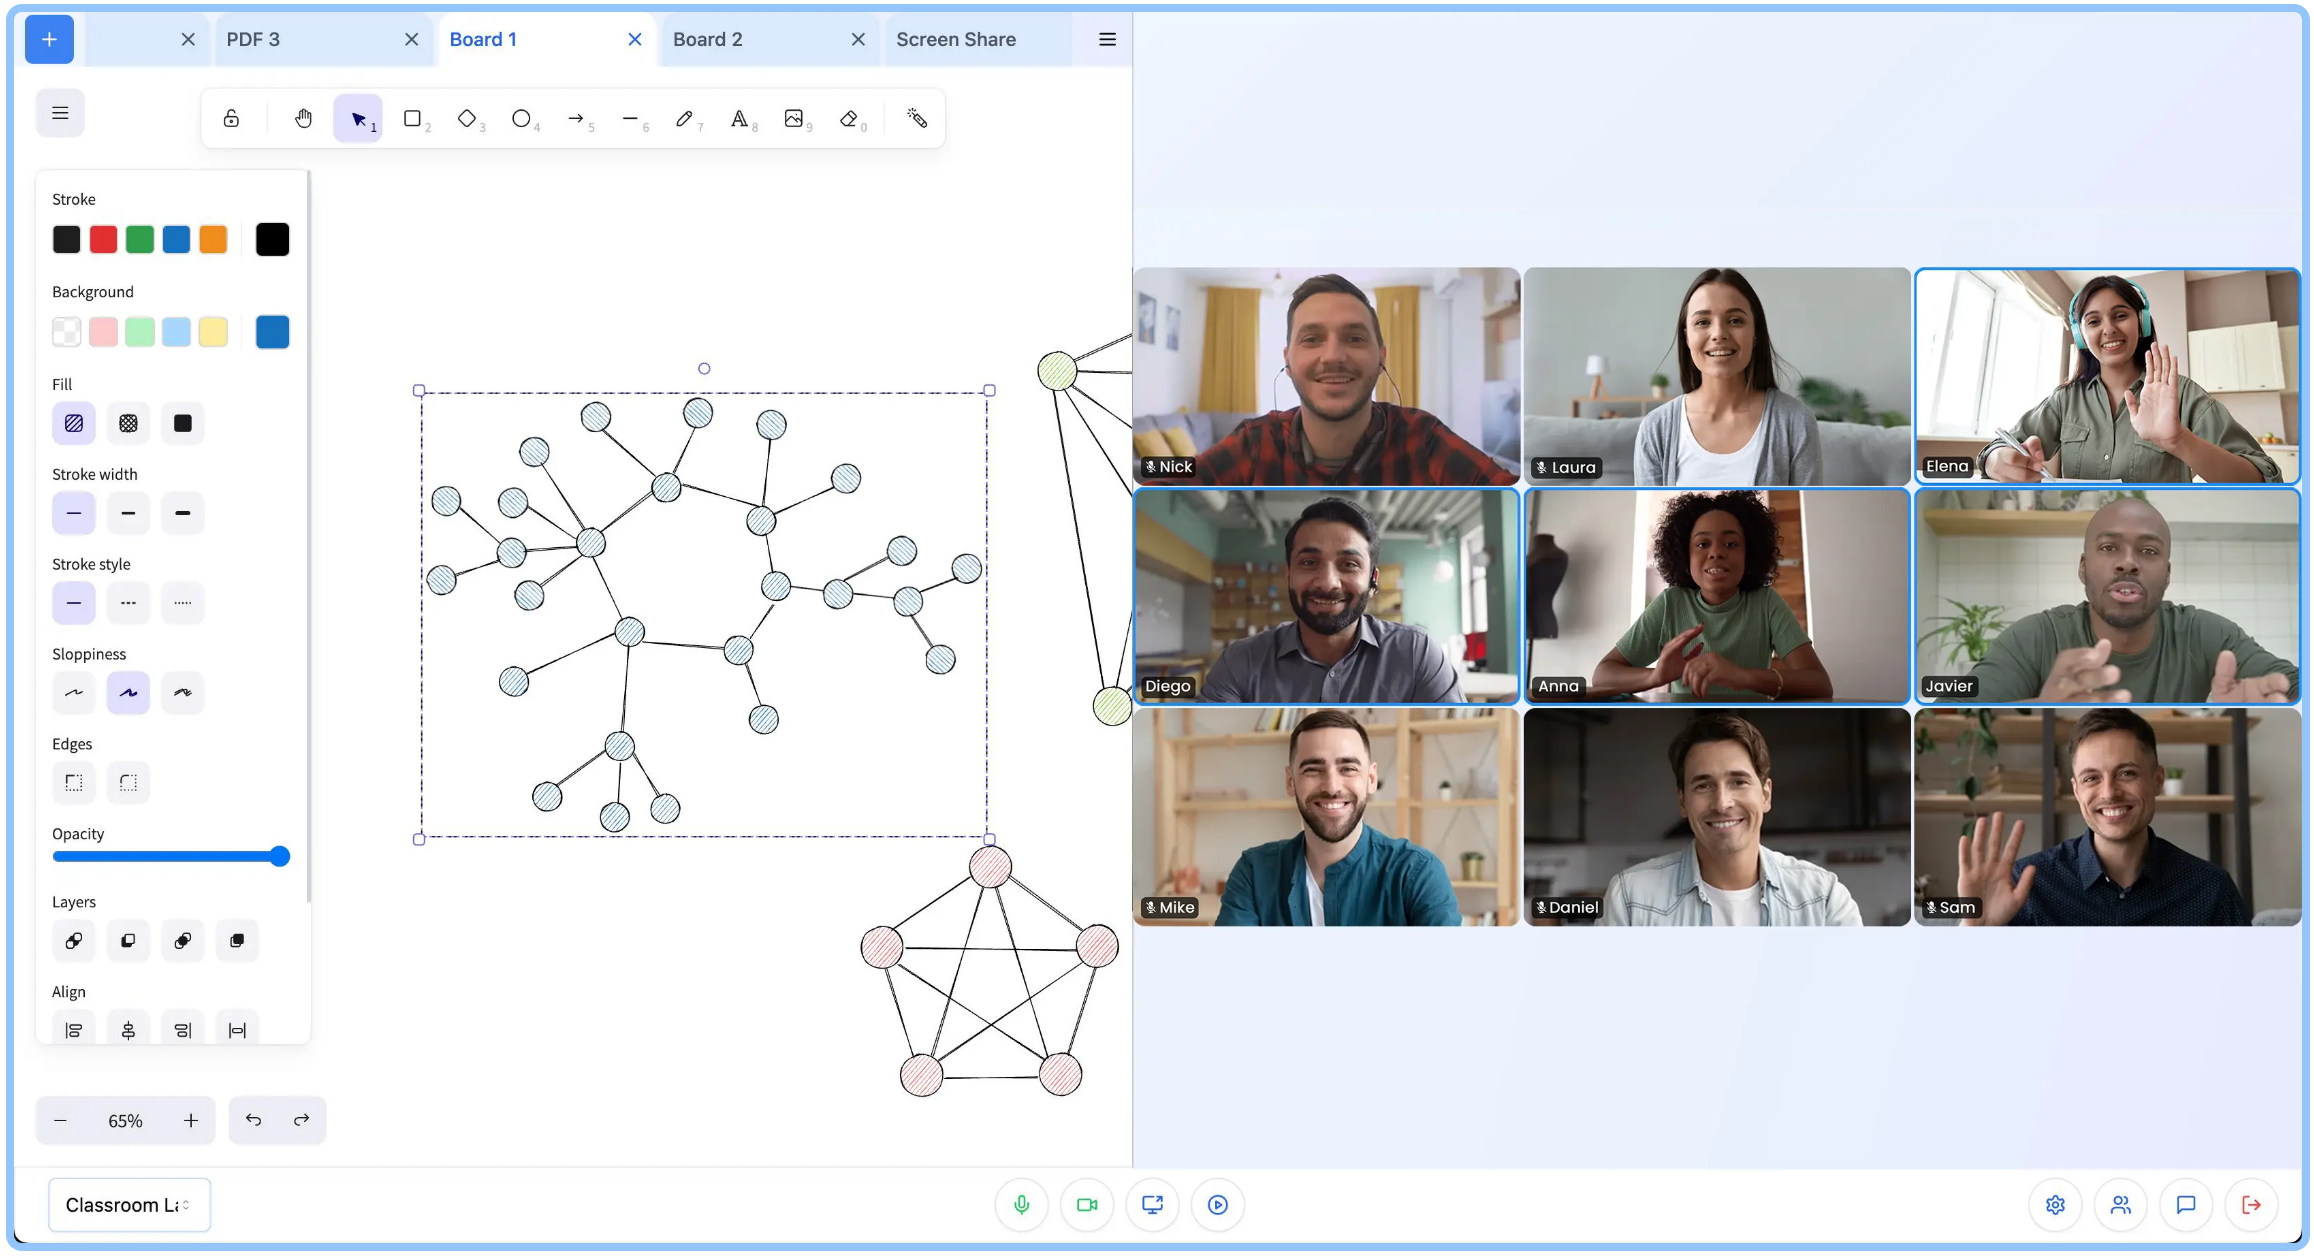 PDF 3
Board 1
Board 2
Screen Share
1
2
3
4
5
6
7
8
9
0
Stroke
Background
Fill
Stroke width
Stroke style
Sloppiness
Edges
Opacity
Layers
Align
65%
Nick
Laura
Elena
Diego
Anna
Javier
Mike
Daniel
Sam
Classroom